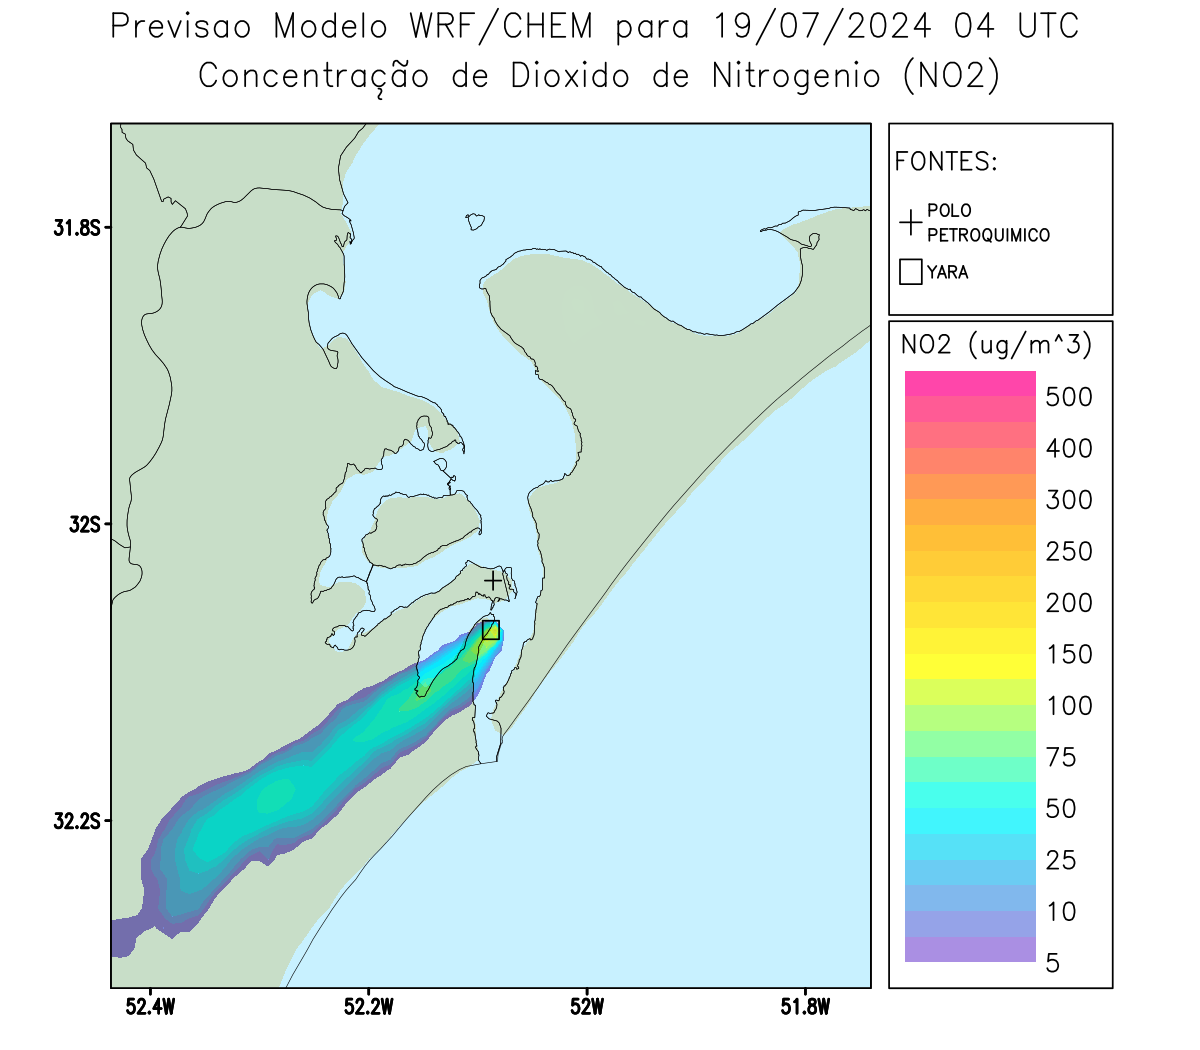 Previsao Modelo WRF/CHEM para 19/07/2024 04 UTC
Concentração de Dioxido de Nitrogenio (NO2)
FONTES:
POLO
PETROQUIMICO
YARA
NO2 (ug/m^3)
500
400
300
250
200
150
100
75
50
25
10
5
31.8S
32S
32.2S
52.4W
52.2W
52W
51.8W